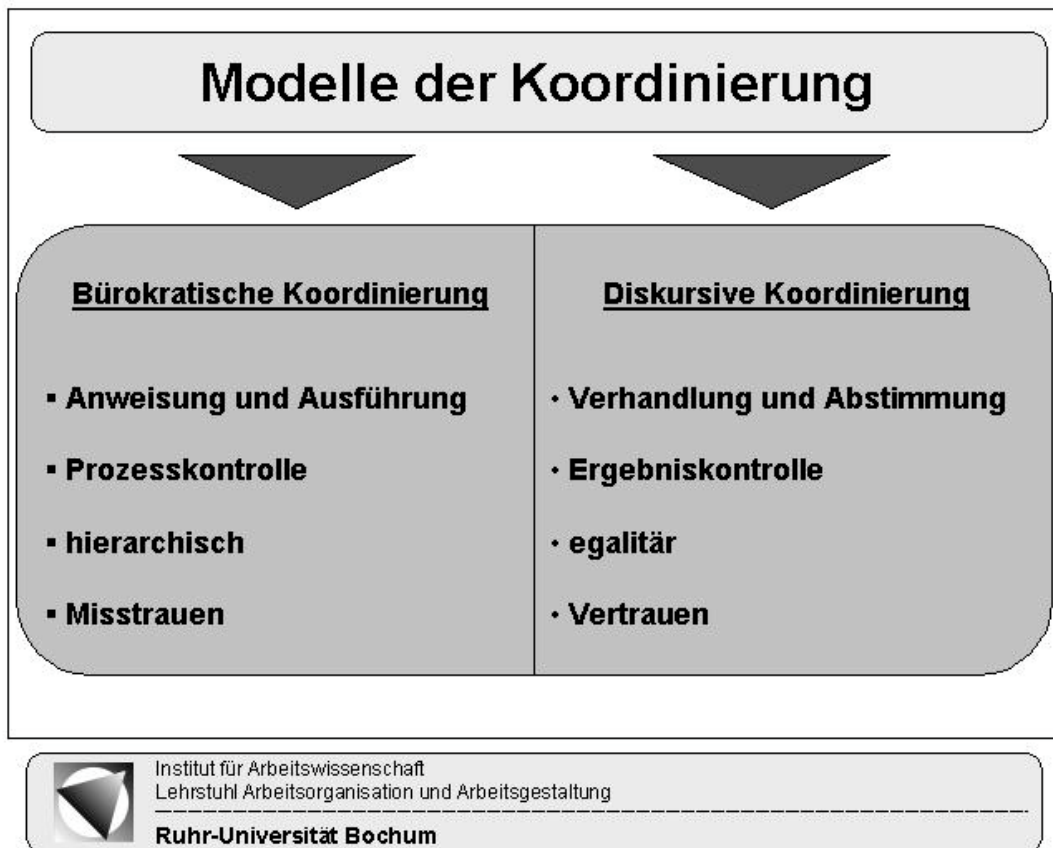 Modelle der Koordinierung
Bürokratische Koordinierung
▪ Anweisung und Ausführung
▪ Prozesskontrolle
▪ hierarchisch
▪ Misstrauen
Diskursive Koordinierung
• Verhandlung und Abstimmung
• Ergebniskontrolle
• egalitär
• Vertrauen
Institut für Arbeitswissenschaft
Lehrstuhl Arbeitsorganisation und Arbeitsgestaltung
Ruhr-Universität Bochum